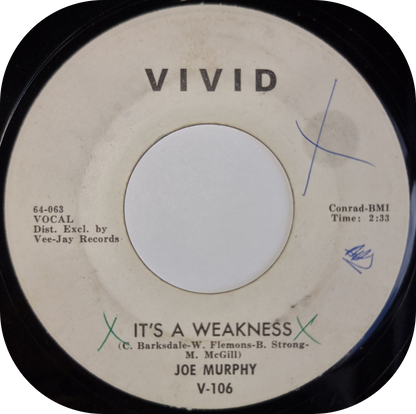 VIVID
64-063
VOCAL
Dist. Excl. by
Vee-Jay Records
Conrad-BMI
Time: 2:33
IT'S A WEAKNESS
(C. Barksdale-W. Flemons-B. Strong-
M. McGill)
JOE MURPHY
V-106